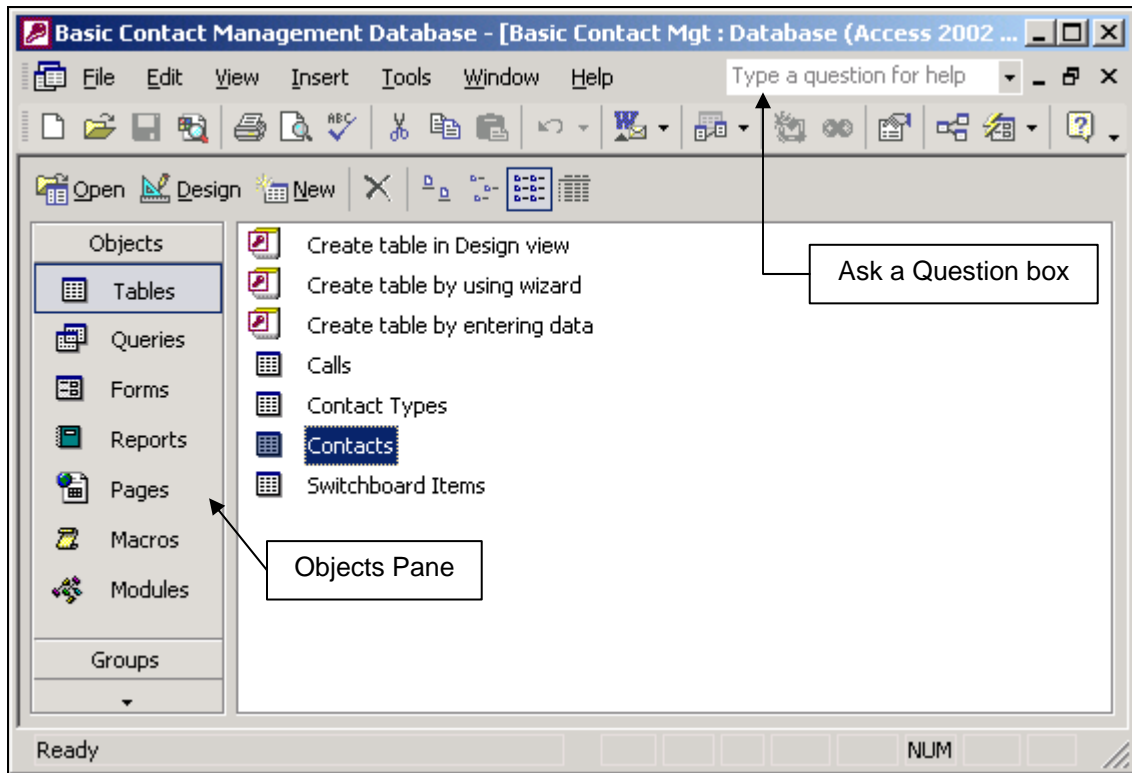 Basic Contact Management Database - [Basic Contact Mgt : Database (Access 2002 ...
File Edit View Insert Tools Window Help Type a question for help
ABC
W
Open Design New
Objects
Tables
Queries
Forms
Reports
Pages
Macros
Modules
Groups
Create table in Design view
Create table by using wizard
Create table by entering data
Calls
Contact Types
Contacts
Switchboard Items
Ask a Question box
Objects Pane
Ready NUM